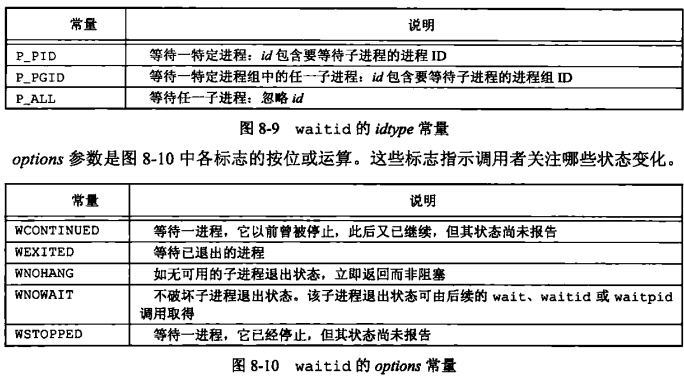 常量 说明
P_PID 等待一特定进程：id 包含要等待子进程的进程 ID
P_PGID 等待一特定进程组中的任一子进程：id 包含要等待子进程的进程组 ID
P_ALL 等待任一子进程：忽略 id
图 8-9 waitid 的 idtype 常量
options 参数是图 8-10 中各标志的按位或运算。这些标志指示调用者关注哪些状态变化。
常量 说明
WCONTINUED 等待一进程，它以前曾被停止，此后又已继续，但其状态尚未报告
WEXITED 等待已退出的进程
WNOHANG 如无可用的子进程退出状态，立即返回而非阻塞
WNOWAIT 不破坏子进程退出状态。该子进程退出状态可由后续的 wait、waitid 或 waitpid
调用取得
WSTOPPED 等待一进程，它已经停止，但其状态尚未报告
图 8-10 waitid 的 options 常量